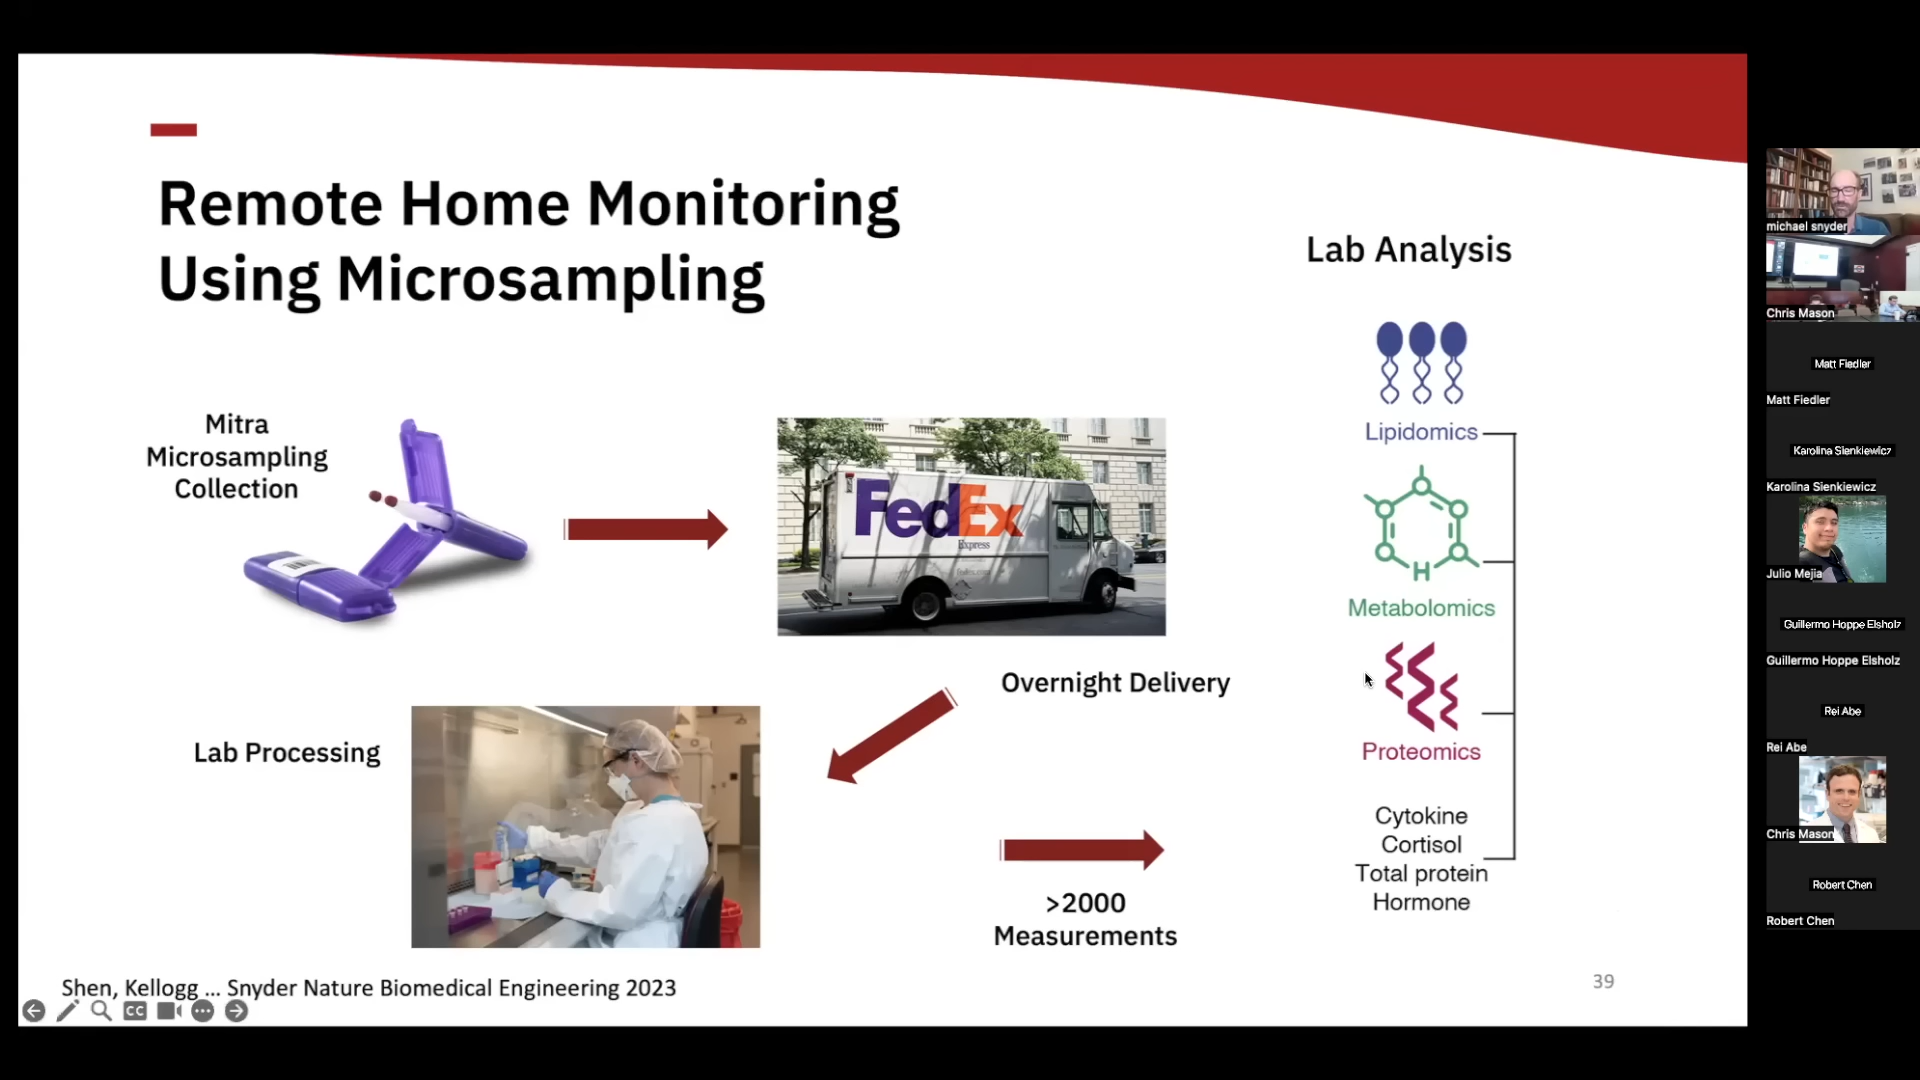 Remote Home Monitoring
Using Microsampling
Mitra
Microsampling
Collection
FedEx
Express
Overnight Delivery
Lab Processing
>2000
Measurements
Lab Analysis
Lipidomics
H
Metabolomics
Proteomics
Cytokine
Cortisol
Total protein
Hormone
Shen, Kellogg ... Snyder Nature Biomedical Engineering 2023
39
CC
michael snyder
Chris Mason
Matt Fiedler
Matt Fiedler
Karolina Sienkiewicz
Karolina Sienkiewicz
Julio Mejia
Guillermo Hoppe Elsholz
Guillermo Hoppe Elsholz
Rei Abe
Rei Abe
Chris Mason
Robert Chen
Robert Chen